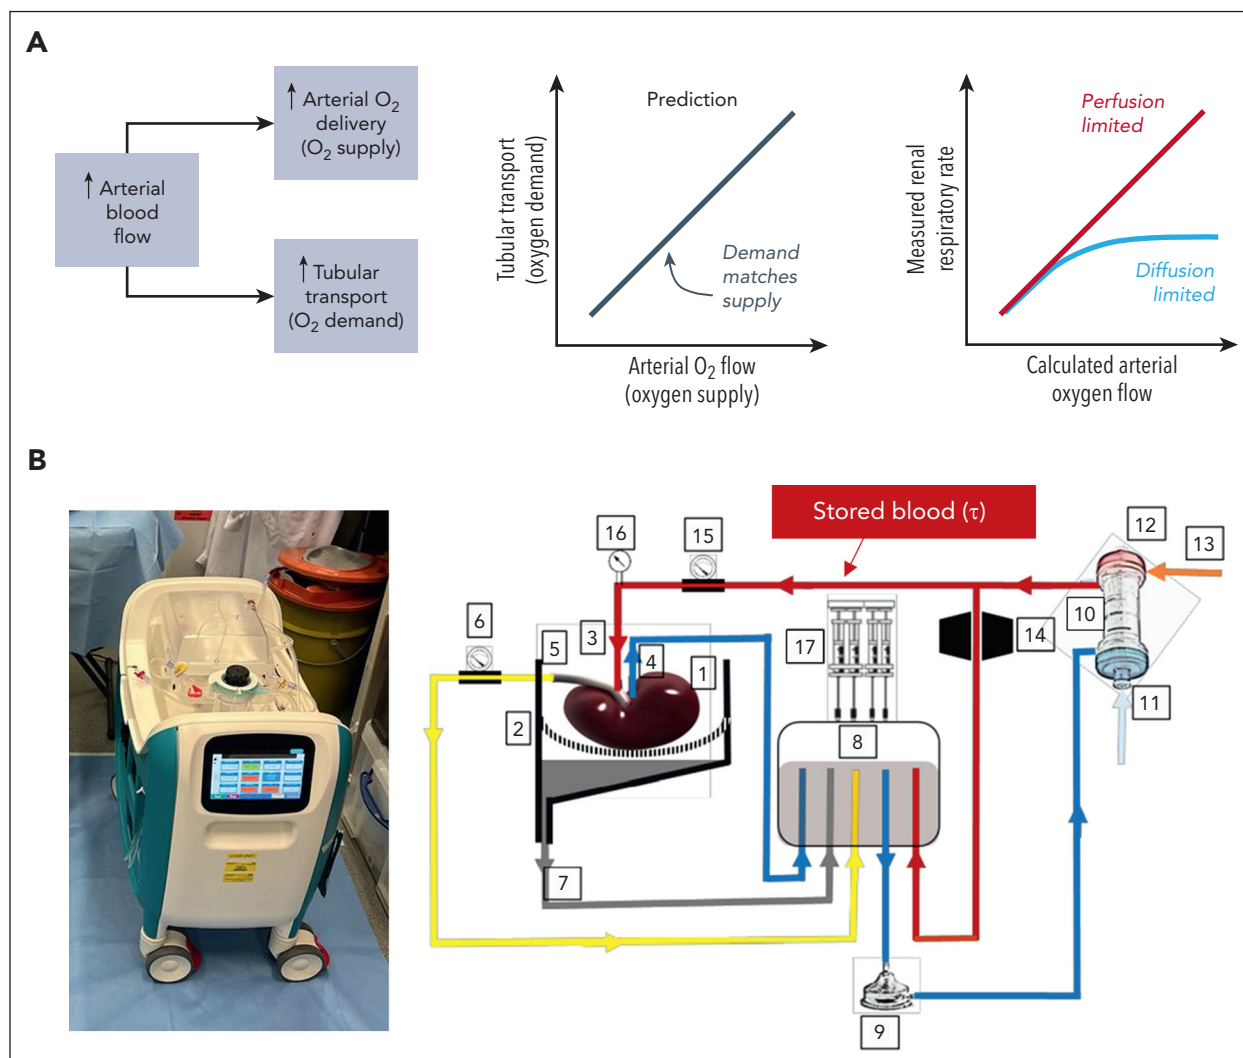 A
↑ Arterial
blood
flow
↑ Arterial O₂
delivery
(O₂ supply)
↑ Tubular
transport
(O₂ demand)
Tubular transport
(oxygen demand)
Prediction
Demand
matches
supply
Arterial O₂ flow
(oxygen supply)
Measured renal
respiratory rate
Perfusion
limited
Diffusion
limited
Calculated arterial
oxygen flow
B
Stored blood (τ)
16
15
12
13
6
5
3
4
1
17
10
14
2
8
11
7
9